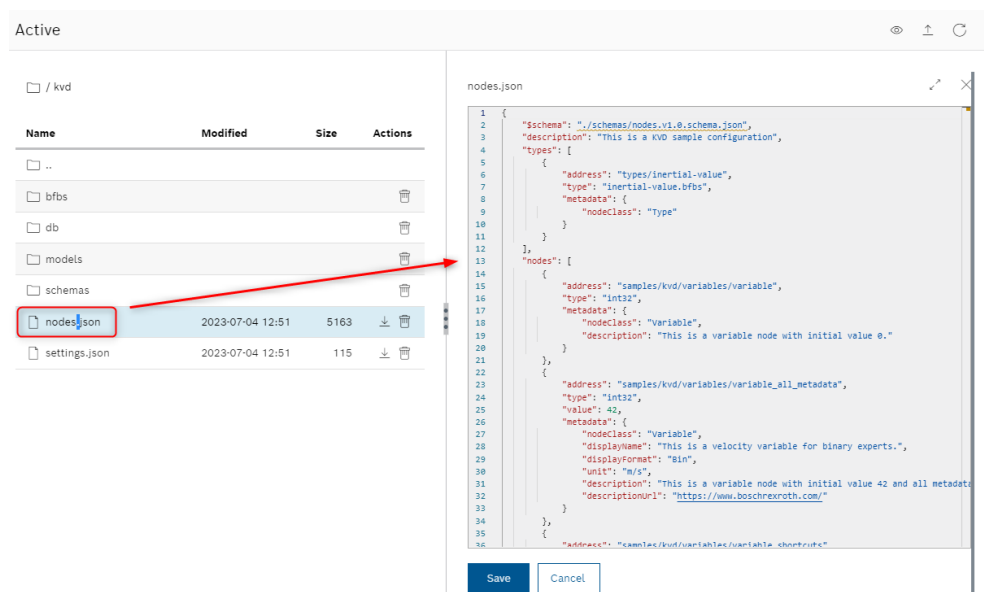 Active
/ kvd
Name Modified Size Actions
..
bfbs
db
models
schemas
nodes.json 2023-07-04 12:51 5163
settings.json 2023-07-04 12:51 115
nodes.json
1 {
2 "$schema": "./schemas/nodes.v1.0.schema.json",
3 "description": "This is a KVD sample configuration",
4 "types": [
5 {
6 "address": "types/inertial-value",
7 "type": "inertial-value.bfbs",
8 "metadata": {
9 "nodeClass": "Type"
10 }
11 }
12 ],
13 "nodes": [
14 {
15 "address": "samples/kvd/variables/variable",
16 "type": "int32",
17 "metadata": {
18 "nodeClass": "Variable",
19 "description": "This is a variable node with initial value 0."
20 }
21 },
22 {
23 "address": "samples/kvd/variables/variable_all_metadata",
24 "type": "int32",
25 "value": 42,
26 "metadata": {
27 "nodeClass": "Variable",
28 "displayName": "This is a velocity variable for binary experts.",
29 "displayFormat": "Bin",
30 "unit": "m/s",
31 "description": "This is a variable node with initial value 42 and all metadata
32 "descriptionUrl": "https://www.boschrexroth.com/"
33 }
34 },
35 {
36 "address": "samples/kvd/variables/variable_shortcuts"
Save Cancel